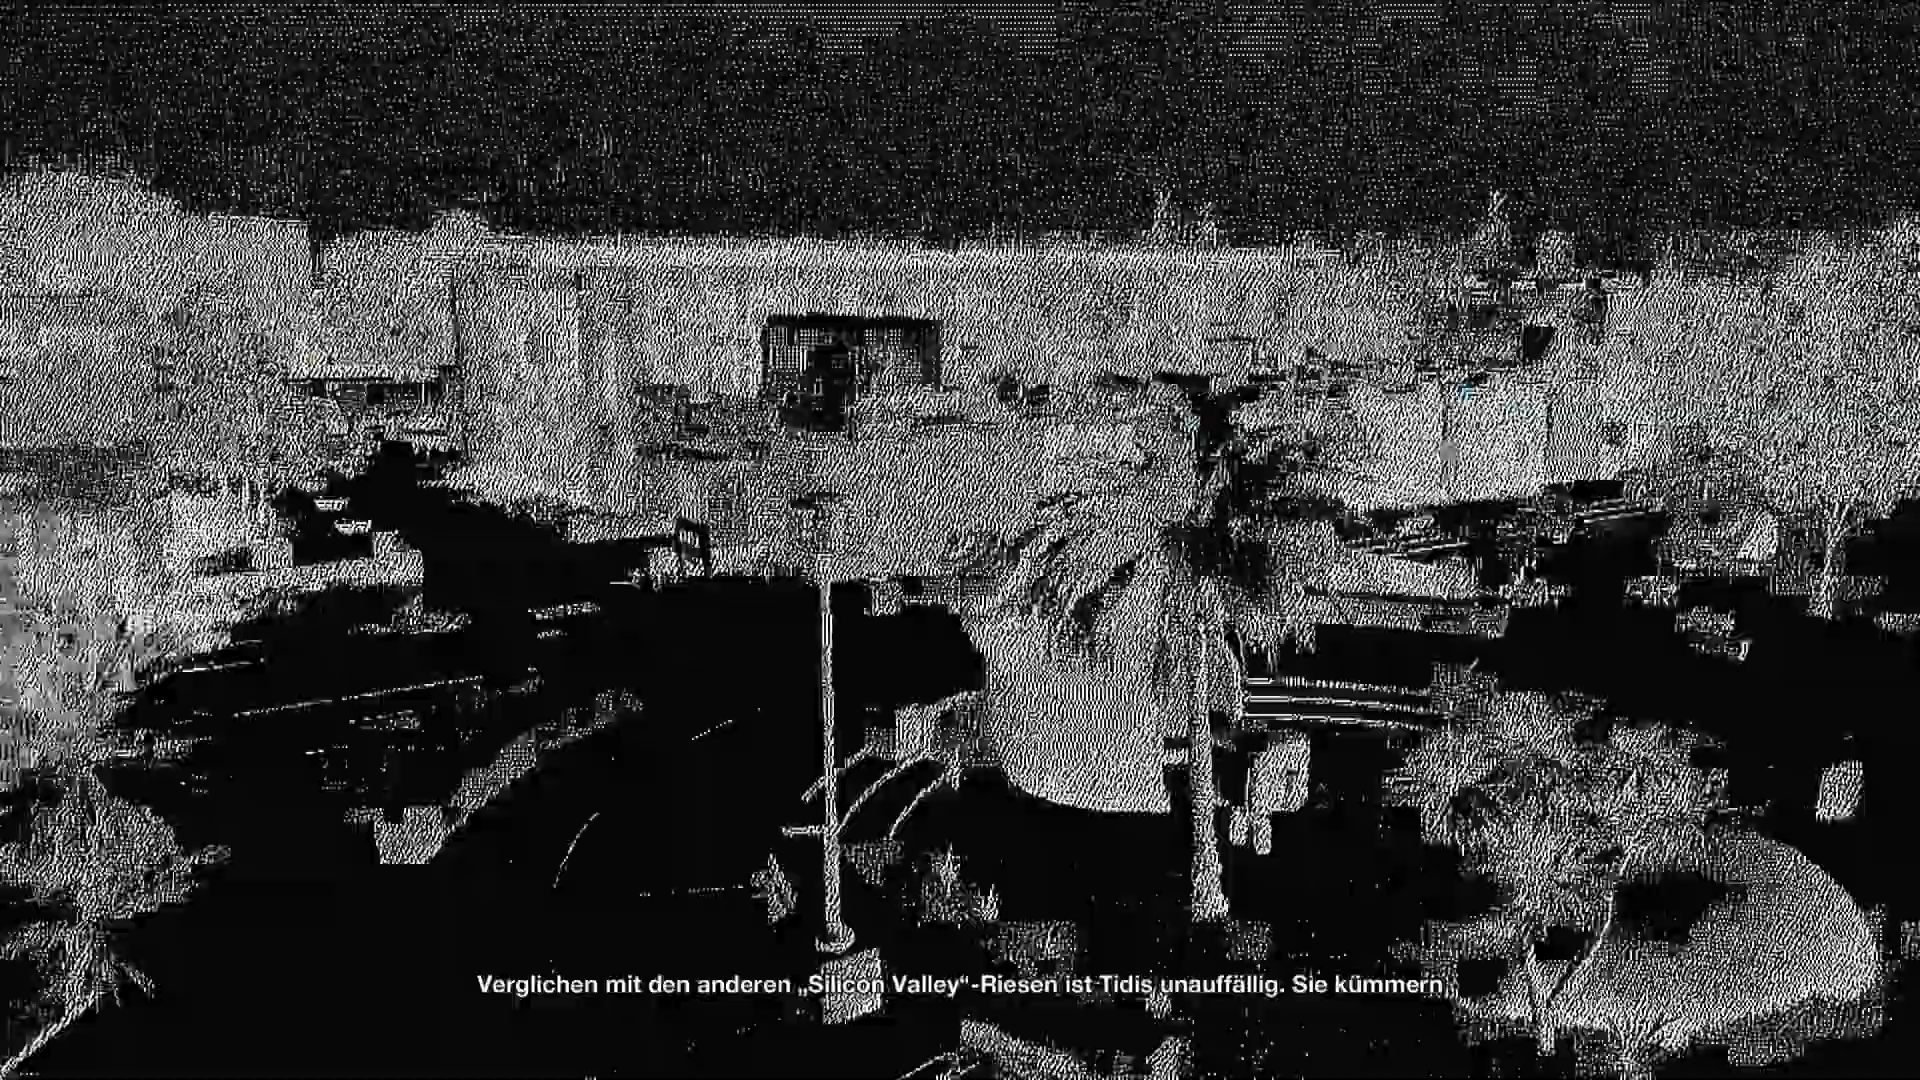 Verglichen mit den anderen „Silicon Valley“-Riesen ist Tidis unauffällig. Sie kümmern